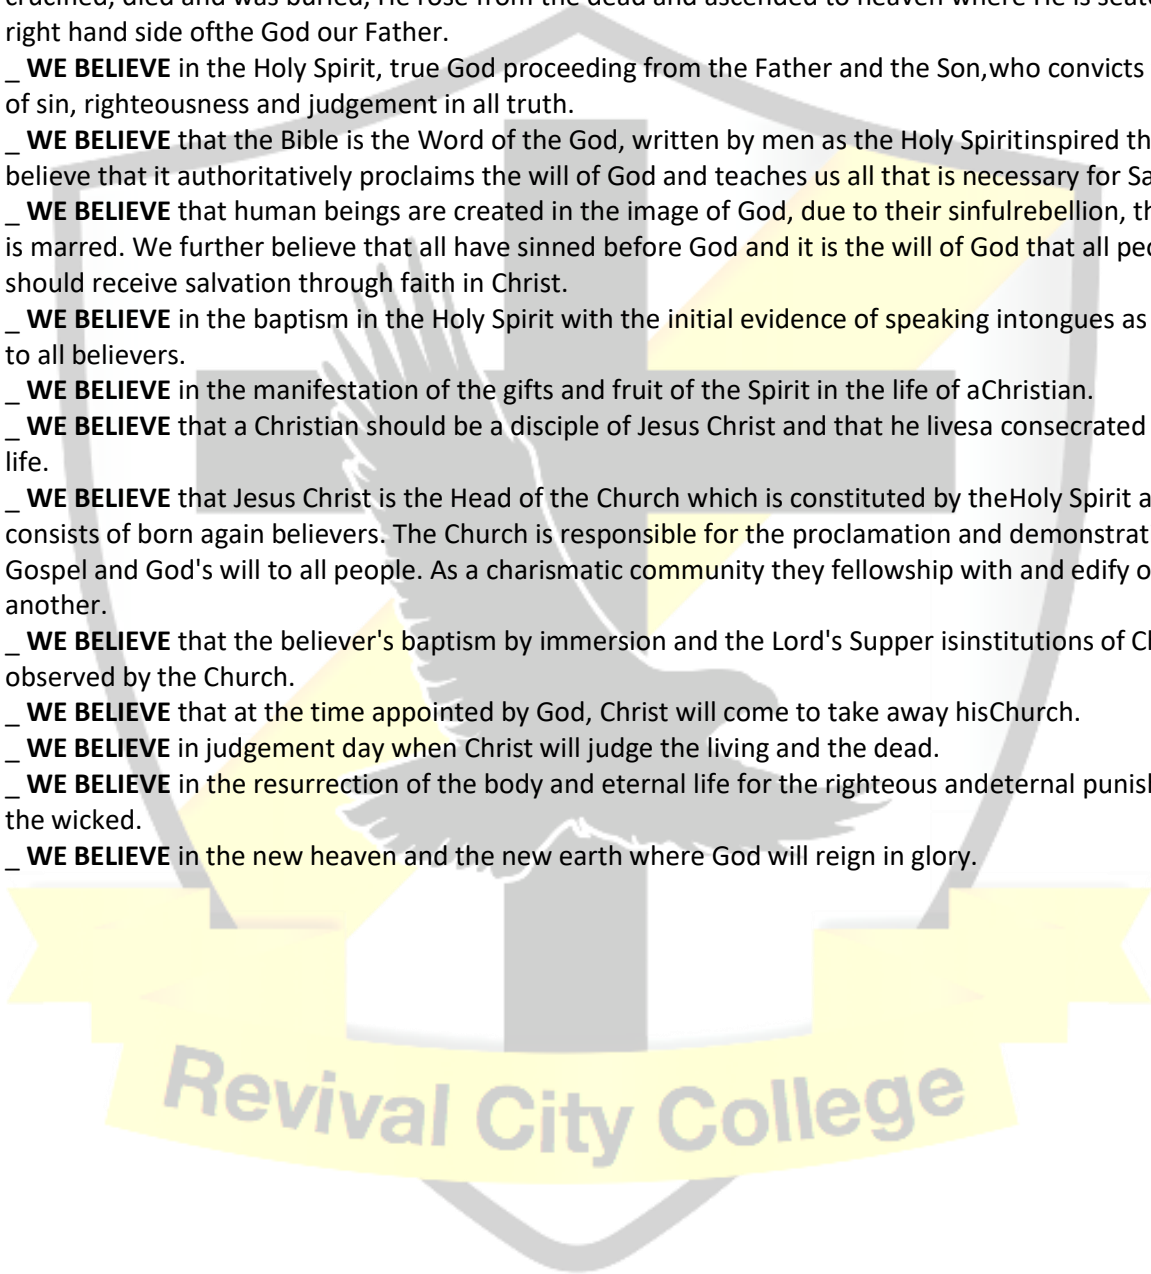 crucified, died and was buried, He rose from the dead and ascended to heaven where He is
right hand side ofthe God our Father.
_ WE BELIEVE in the Holy Spirit, true God proceeding from the Father and the Son,who convicts
of sin, righteousness and judgement in all truth.
_ WE BELIEVE that the Bible is the Word of the God, written by men as the Holy Spiritinspired
believe that it authoritatively proclaims the will of God and teaches us all that is necessary for
_ WE BELIEVE that human beings are created in the image of God, due to their sinfulrebellion,
is marred. We further believe that all have sinned before God and it is the will of God that all
should receive salvation through faith in Christ.
_ WE BELIEVE in the baptism in the Holy Spirit with the initial evidence of speaking intongues as
to all believers.
_ WE BELIEVE in the manifestation of the gifts and fruit of the Spirit in the life of aChristian.
_ WE BELIEVE that a Christian should be a disciple of Jesus Christ and that he livesa consecrated
life.
_ WE BELIEVE that Jesus Christ is the Head of the Church which is constituted by theHoly Spirit
consists of born again believers. The Church is responsible for the proclamation and
Gospel and God's will to all people. As a charismatic community they fellowship with and edify
another.
_ WE BELIEVE that the believer's baptism by immersion and the Lord's Supper isinstitutions of
observed by the Church.
_ WE BELIEVE that at the time appointed by God, Christ will come to take away hisChurch.
_ WE BELIEVE in judgement day when Christ will judge the living and the dead.
_ WE BELIEVE in the resurrection of the body and eternal life for the righteous andeternal
the wicked.
_ WE BELIEVE in the new heaven and the new earth where God will reign in glory.
Revival City College